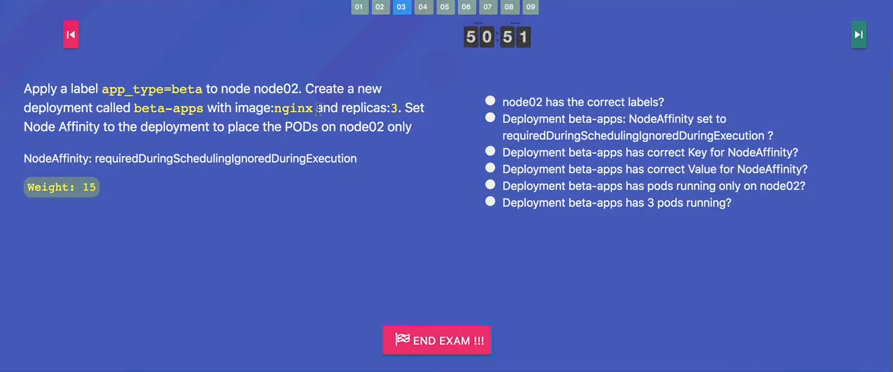 01 02 03 04 05 06 07 08 09
50:51
Apply a label app_type=beta to node node02. Create a new
deployment called beta-apps with image:nginx and replicas:3. Set
Node Affinity to the deployment to place the PODs on node02 only
NodeAffinity: requiredDuringSchedulingIgnoredDuringExecution
Weight: 15
node02 has the correct labels?
Deployment beta-apps: NodeAffinity set to
requiredDuringSchedulingIgnoredDuringExecution ?
Deployment beta-apps has correct Key for NodeAffinity?
Deployment beta-apps has correct Value for NodeAffinity?
Deployment beta-apps has pods running only on node02?
Deployment beta-apps has 3 pods running?
END EXAM !!!